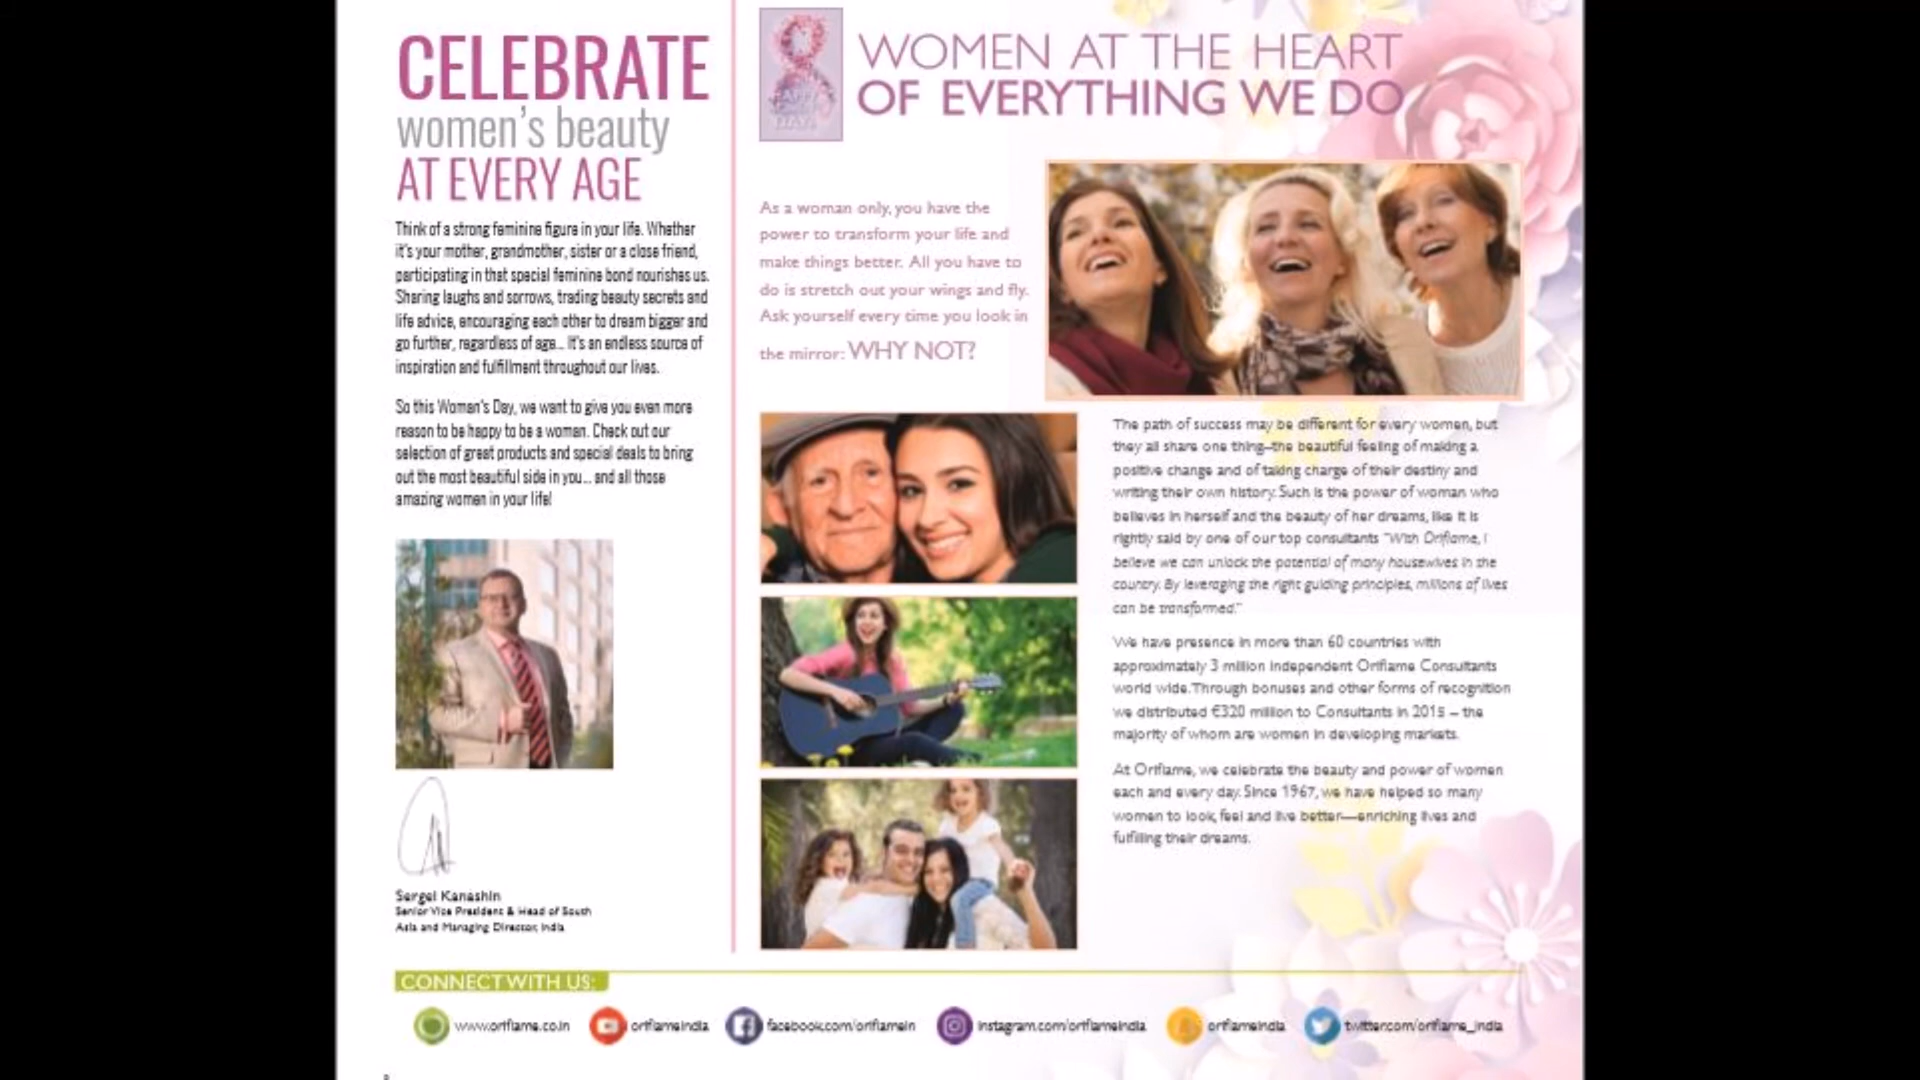 CELEBRATE
women's beauty
AT EVERY AGE
Think of a strong feminine figure in your life. Whether
it's your mother, grandmother, sister or a close friend,
participating in that special feminine bond nourishes us.
Sharing laughs and sorrows, trading beauty secrets and
life advice, encouraging each other to dream bigger and
go further, regardless of age... It's an endless source of
inspiration and fulfillment throughout our lives.
So this Woman's Day, we want to give you even more
reason to be happy to be a woman. Check out our
selection of great products and special deals to bring
out the most beautiful side in you... and all those
amazing women in your life!
Sergei Kanashin
Senior Vice President & Head of South
Asia and Managing Director, India
WOMEN AT THE HEART
OF EVERYTHING WE DO
As a woman only, you have the
power to transform your life and
make things better. All you have to
do is stretch out your wings and fly.
Ask yourself every time you look in
the mirror: WHY NOT?
The path of success may be different for every women, but
they all share one thing–the beautiful feeling of making a
positive change and of taking charge of their destiny and
writing their own history. Such is the power of woman who
believes in herself and the beauty of her dreams, like it is
rightly said by one of our top consultants "With Oriflame, I
believe we can unlock the potential of many housewives in the
country. By leveraging the right guiding principles, millions of lives
can be transformed."
We have presence in more than 60 countries with
approximately 3 million independent Oriflame Consultants
world wide. Through bonuses and other forms of recognition
we distributed €320 million to Consultants in 2015 – the
majority of whom are women in developing markets.
At Oriflame, we celebrate the beauty and power of women
each and every day. Since 1967, we have helped so many
women to look, feel and live better—enriching lives and
fulfilling their dreams.
CONNECT WITH US:
www.oriflame.co.in oriflameindia facebook.com/oriflamein instagram.com/oriflameindia oriflameindia twitter.com/oriflame_india